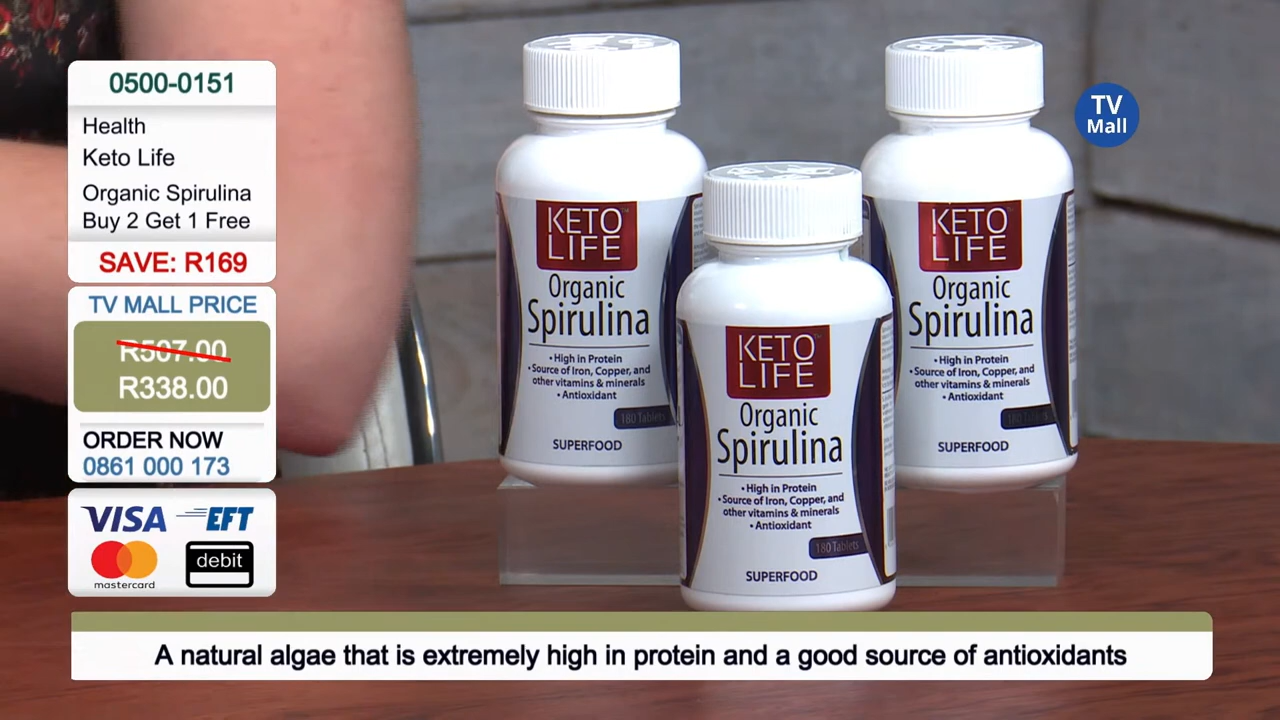 0500-0151
Health
Keto Life
Organic Spirulina
Buy 2 Get 1 Free
SAVE: R169
TV MALL PRICE
R507.00
R338.00
ORDER NOW
0861 000 173
VISA EFT
mastercard debit
TV
Mall
KETO
LIFE
Organic
Spirulina
• High in Protein
• Source of Iron, Copper, and
other vitamins & minerals
• Antioxidant
180 Tablets
SUPERFOOD
KETO
LIFE
Organic
Spirulina
• High in Protein
• Source of Iron, Copper, and
other vitamins & minerals
• Antioxidant
180 Tablets
SUPERFOOD
KETO
LIFE
Organic
Spirulina
• High in Protein
• Source of Iron, Copper, and
other vitamins & minerals
• Antioxidant
180 Tablets
SUPERFOOD
A natural algae that is extremely high in protein and a good source of antioxidants